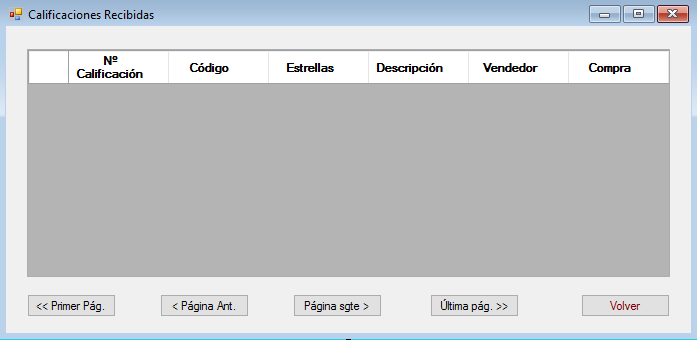 Calificaciones Recibidas
Nº
Calificación
Código
Estrellas
Descripción
Vendedor
Compra
<< Primer Pág.
< Página Ant.
Página sgte >
Última pág. >>
Volver